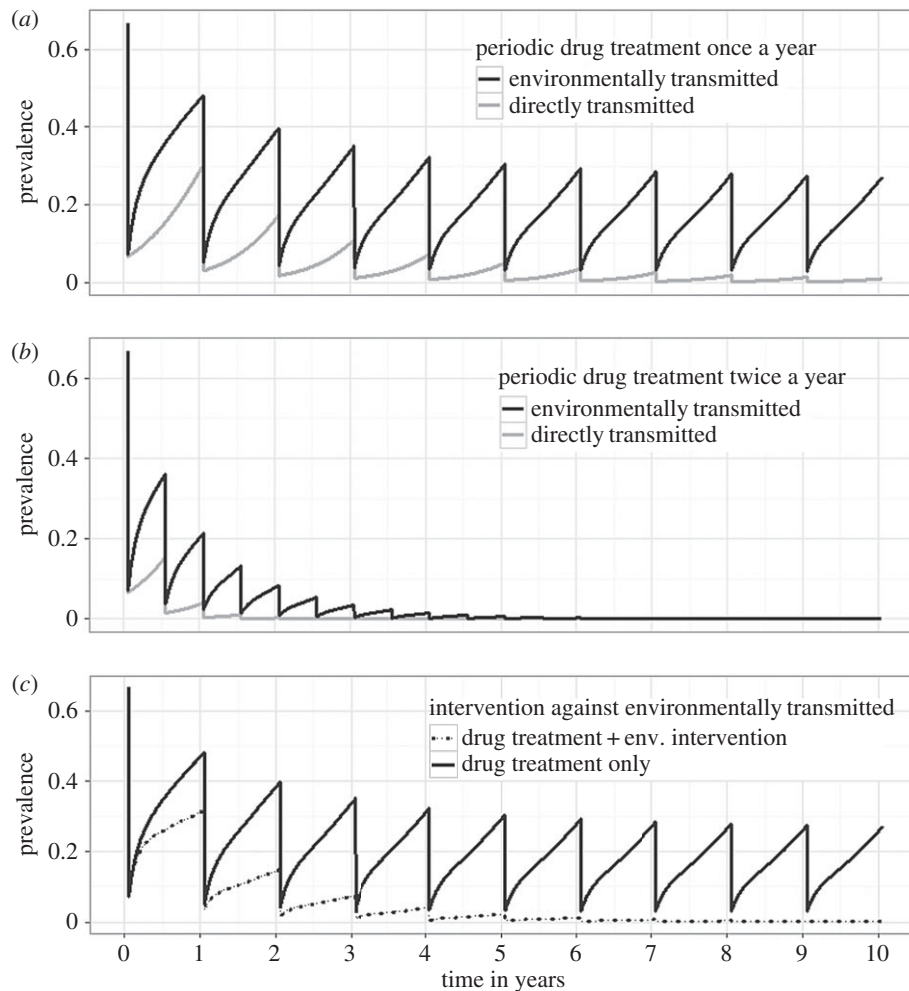 (a)
periodic drug treatment once a year
environmentally transmitted
directly transmitted
prevalence
0.6
0.4
0.2
0
(b)
periodic drug treatment twice a year
environmentally transmitted
directly transmitted
prevalence
0.6
0.4
0.2
0
(c)
intervention against environmentally transmitted
drug treatment + env. intervention
drug treatment only
prevalence
0.6
0.4
0.2
0
0 1 2 3 4 5 6 7 8 9 10
time in years